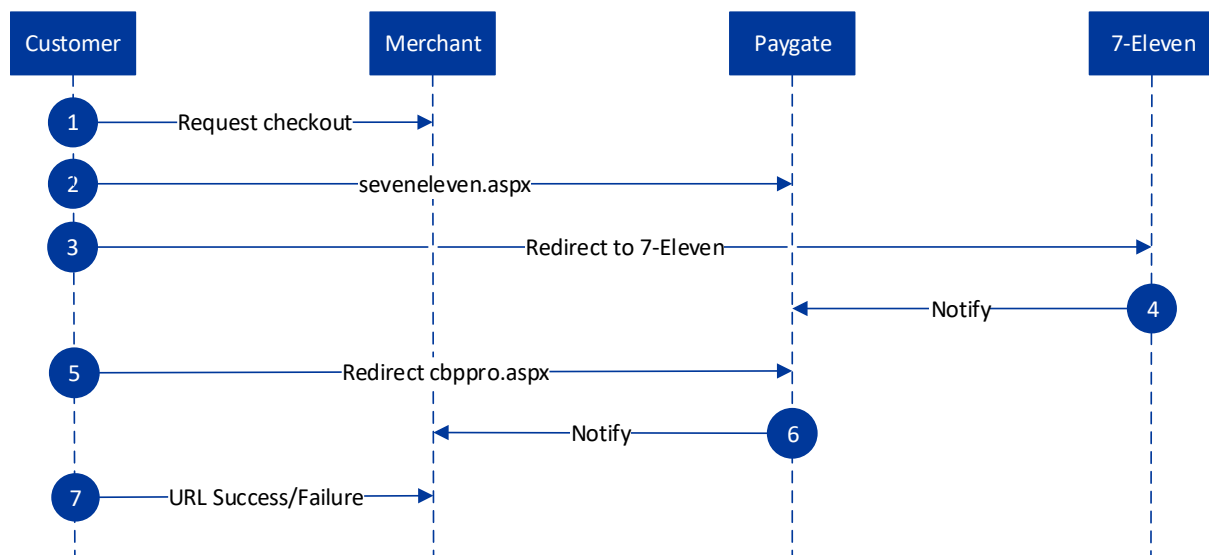 Customer
Merchant
Paygate
7-Eleven
1
Request checkout
2
seveneleven.aspx
3
Redirect to 7-Eleven
Notify
4
5
Redirect cbppro.aspx
Notify
6
7
URL Success/Failure